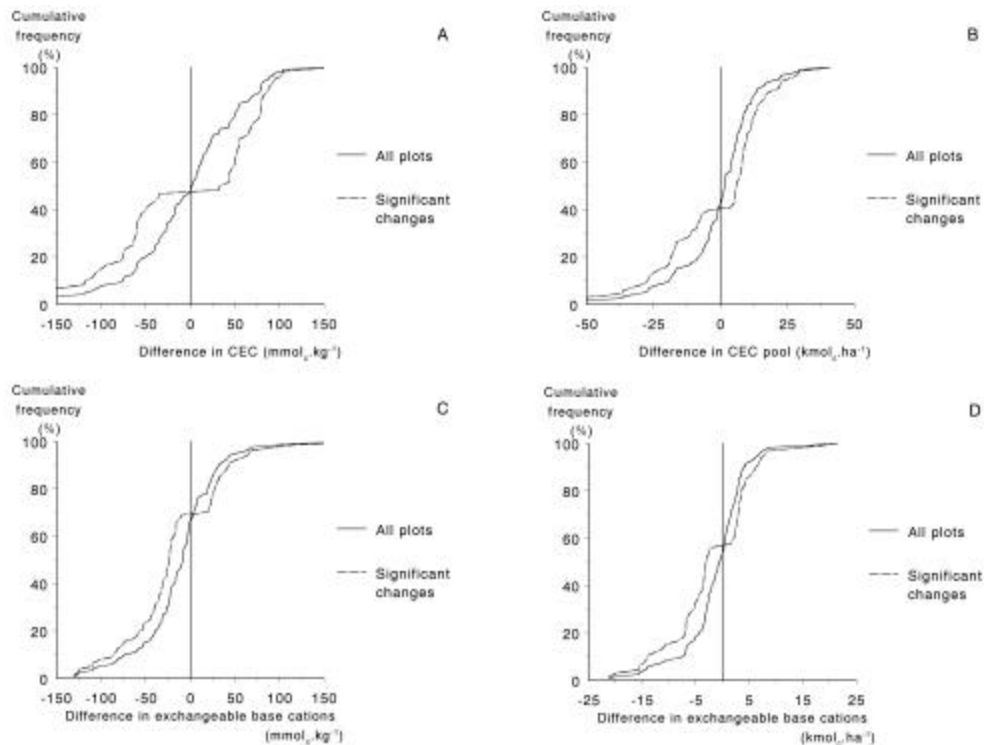 Cumulative
frequency
(%)
A
100
80
60
40
20
0
-150 -100 -50 0 50 100 150
Difference in CEC (mmolc.kg-1)
All plots
Significant
changes
Cumulative
frequency
(%)
B
100
80
60
40
20
0
-50 -25 0 25 50
Difference in CEC pool (kmolc.ha-1)
All plots
Significant
changes
Cumulative
frequency
(%)
C
100
80
60
40
20
0
-150 -100 -50 0 50 100 150
Difference in exchangeable base cations
(mmolc.kg-1)
All plots
Significant
changes
Cumulative
frequency
(%)
D
100
80
60
40
20
0
-25 -15 -5 5 15 25
Difference in exchangeable base cations
(kmolc.ha-1)
All plots
Significant
changes